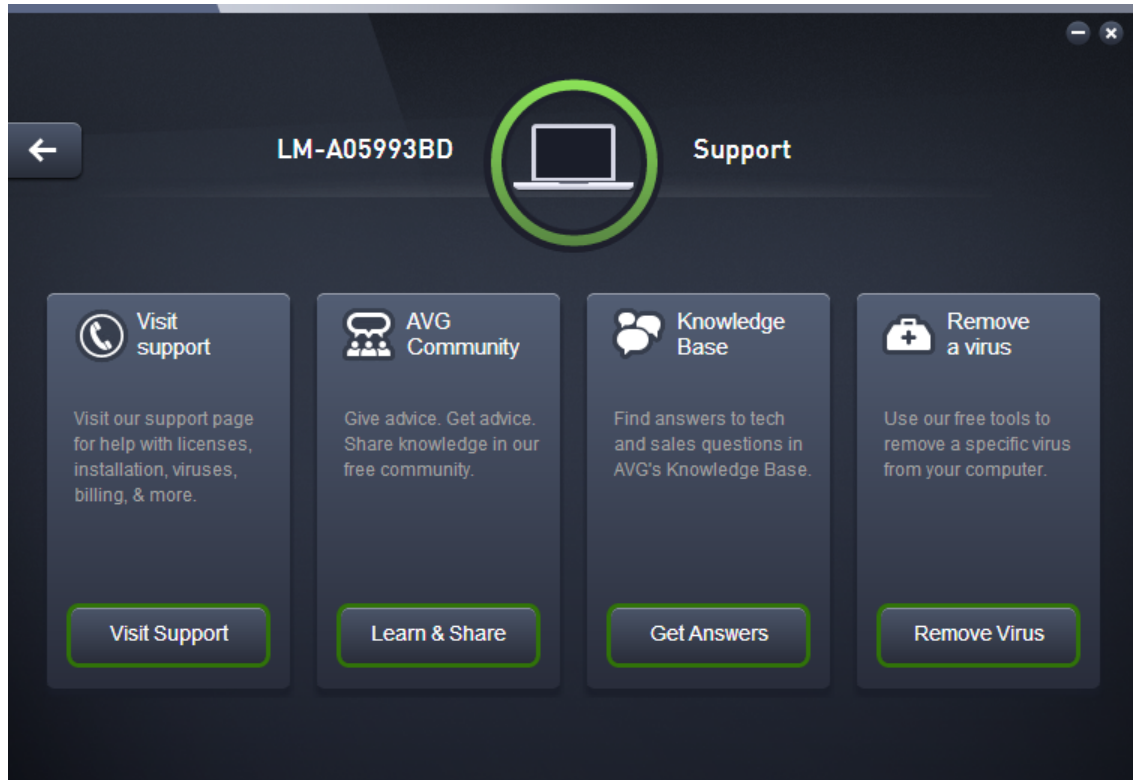 LM-A05993BD
Support
Visit
support
Visit our support page
for help with licenses,
installation, viruses,
billing, & more.
Visit Support
AVG
Community
Give advice. Get advice.
Share knowledge in our
free community.
Learn & Share
Knowledge
Base
Find answers to tech
and sales questions in
AVG's Knowledge Base.
Get Answers
Remove
a virus
Use our free tools to
remove a specific virus
from your computer.
Remove Virus